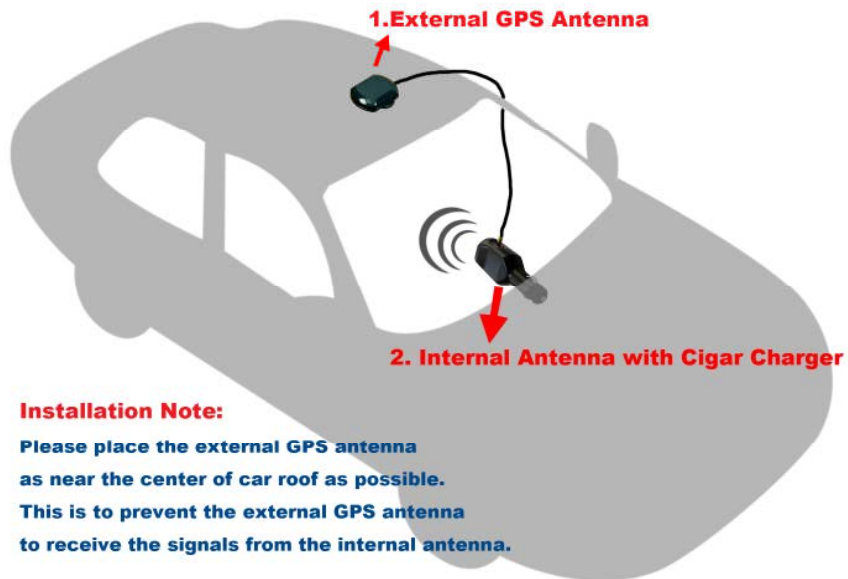 1.External GPS Antenna
2. Internal Antenna with Cigar Charger
Installation Note:
Please place the external GPS antenna
as near the center of car roof as possible.
This is to prevent the external GPS antenna
to receive the signals from the internal antenna.